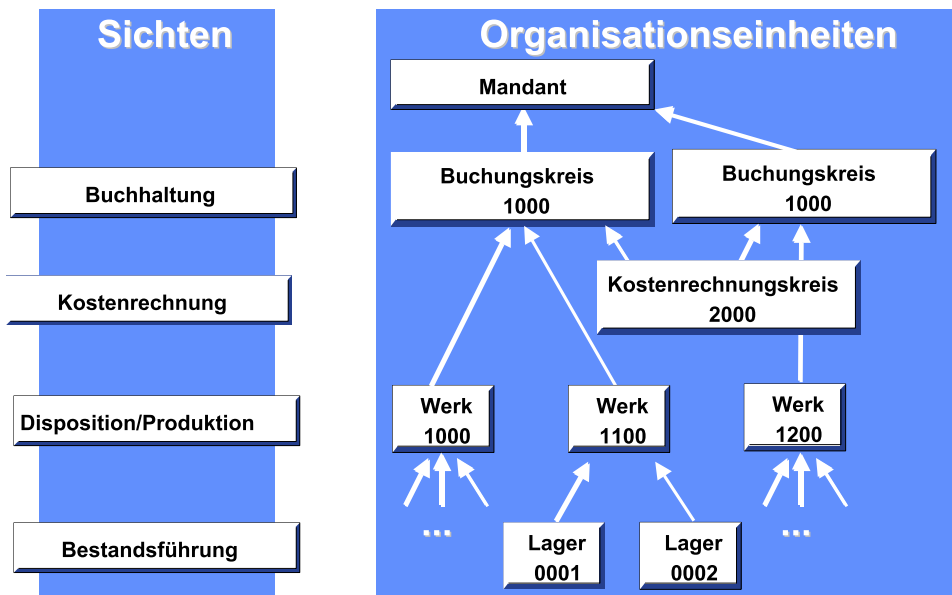 Sichten
Organisationseinheiten
Mandant
Buchhaltung
Buchungskreis
1000
Buchungskreis
1000
Kostenrechnung
Kostenrechnungskreis
2000
Disposition/Produktion
Werk
1000
Werk
1100
Werk
1200
...
...
Bestandsführung
Lager
0001
Lager
0002